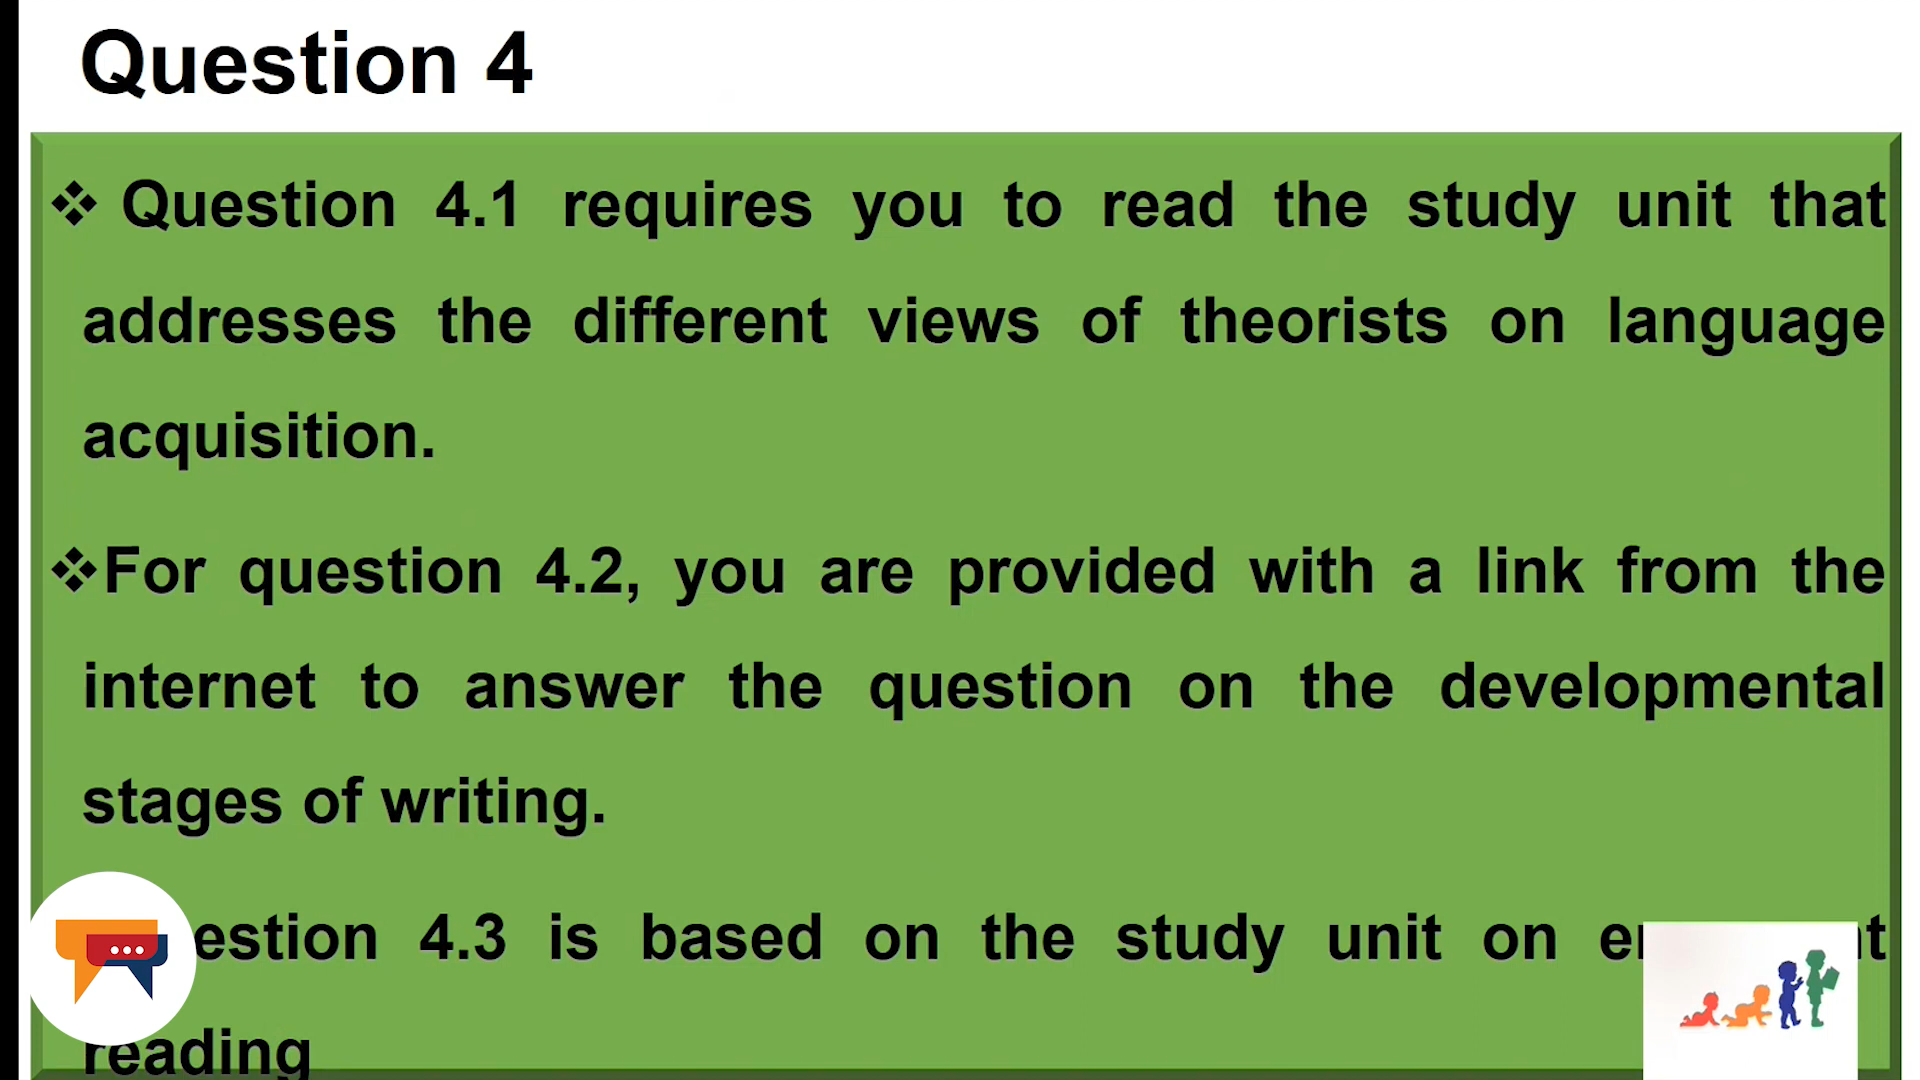 Question 4
❖ Question 4.1 requires you to read the study unit that
addresses the different views of theorists on language
acquisition.
❖For question 4.2, you are provided with a link from the
internet to answer the question on the developmental
stages of writing.
4.3 is based on the study unit on
reading